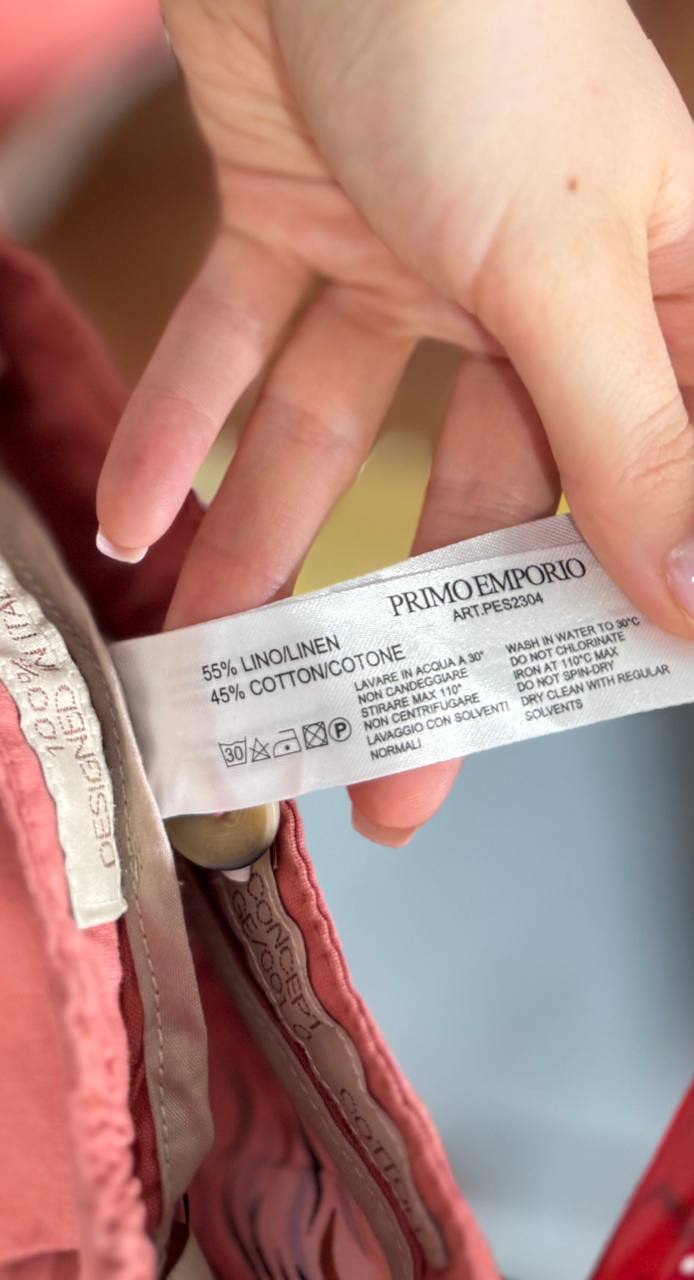 PRIMO EMPORIO
ART.PES2304
55% LINO/LINEN
45% COTTON/COTONE
30
P
LAVARE IN ACQUA A 30°
NON CANDEGGIARE
STIRARE MAX 110°
NON CENTRIFUGARE
LAVAGGIO CON SOLVENTI
NORMALI
WASH IN WATER TO 30°C
DO NOT CHLORINATE
IRON AT 110°C MAX
DO NOT SPIN-DRY
DRY CLEAN WITH REGULAR
SOLVENTS
100%
DESIGNED
CONCEPT